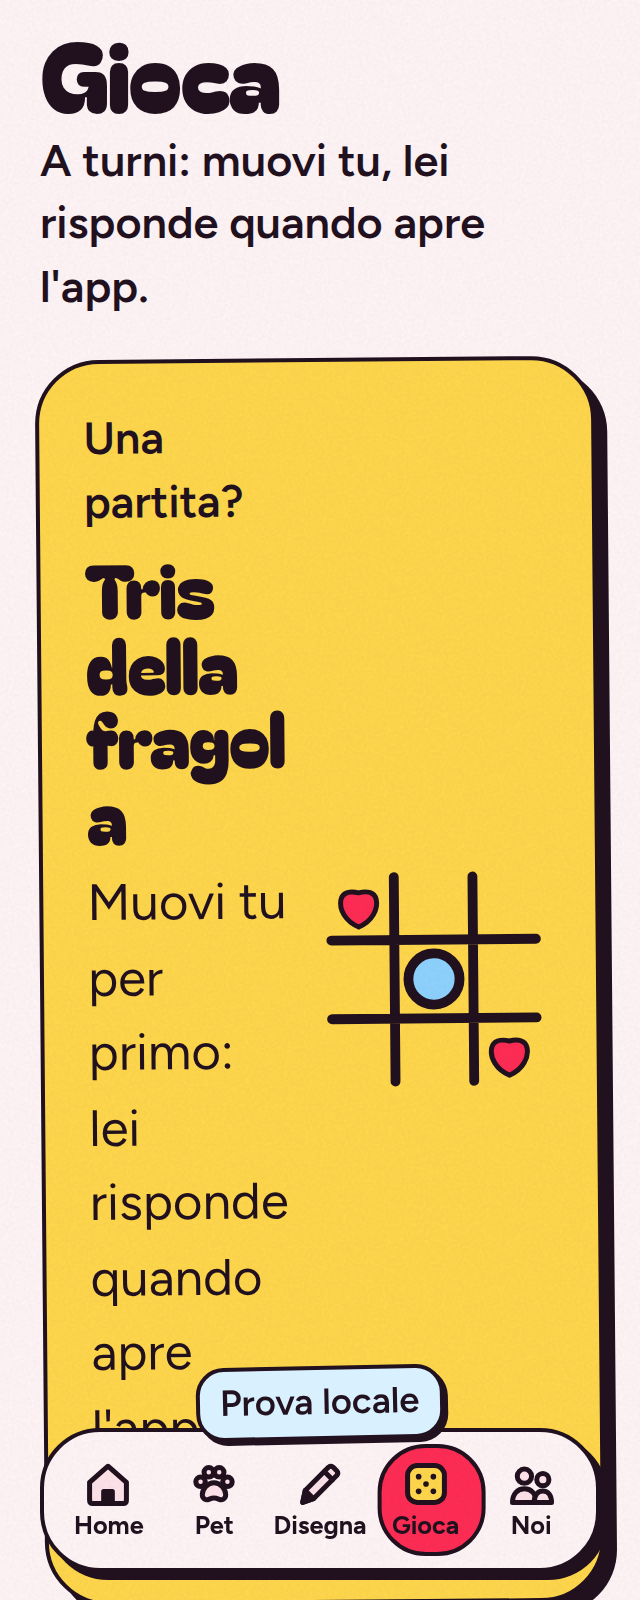 Gioca
A turni: muovi tu, lei
risponde quando apre
l'app.
Una
partita?
Tris
della
fragol
a
Muovi tu
per
primo:
lei
risponde
quando
apre
l'app
Prova locale
Home
Pet
Disegna
Gioca
Noi